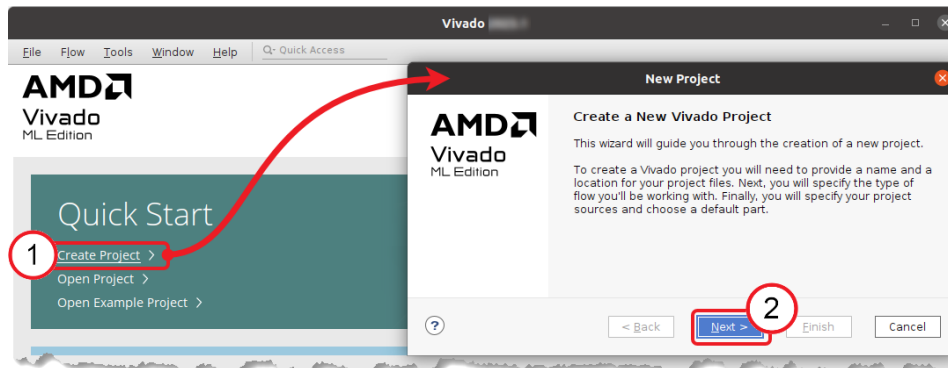 Vivado
File Flow Tools Window Help Q- Quick Access
AMD
Vivado
ML Edition
Quick Start
1
Create Project >
Open Project >
Open Example Project >
New Project
AMD
Vivado
ML Edition
Create a New Vivado Project
This wizard will guide you through the creation of a new project.
To create a Vivado project you will need to provide a name and a
location for your project files. Next, you will specify the type of
flow you'll be working with. Finally, you will specify your project
sources and choose a default part.
2
?
< Back
Next >
Finish
Cancel